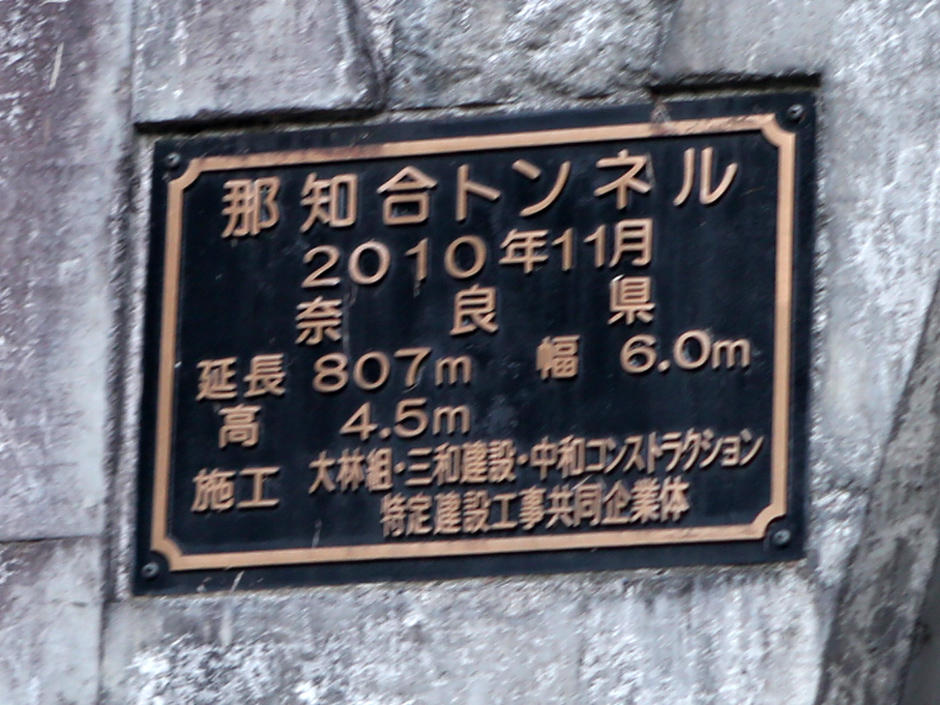 那知合トンネル
2010年11月
奈良県
延長 807m 幅 6.0m
高 4.5m
施工 大林組・三和建設・中和コンストラクション
特定建設工事共同企業体